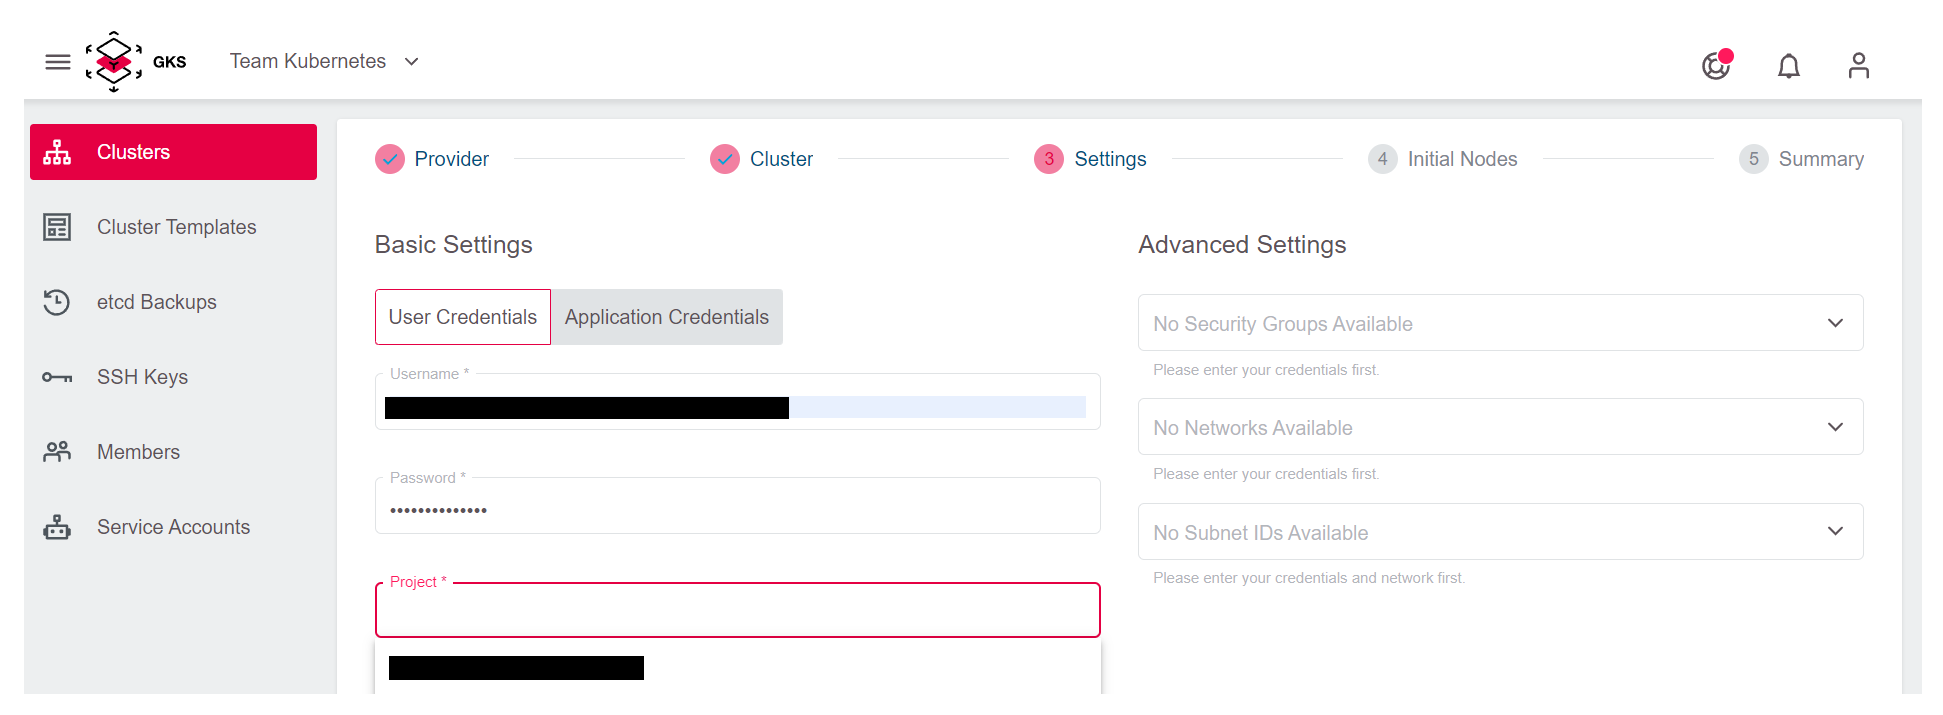 GKS
Team Kubernetes
Clusters
Cluster Templates
etcd Backups
SSH Keys
Members
Service Accounts
Provider
Cluster
3 Settings
4 Initial Nodes
5 Summary
Basic Settings
User Credentials
Application Credentials
Username *
Password *
••••••••••••••
Project *
Advanced Settings
No Security Groups Available
Please enter your credentials first.
No Networks Available
Please enter your credentials first.
No Subnet IDs Available
Please enter your credentials and network first.